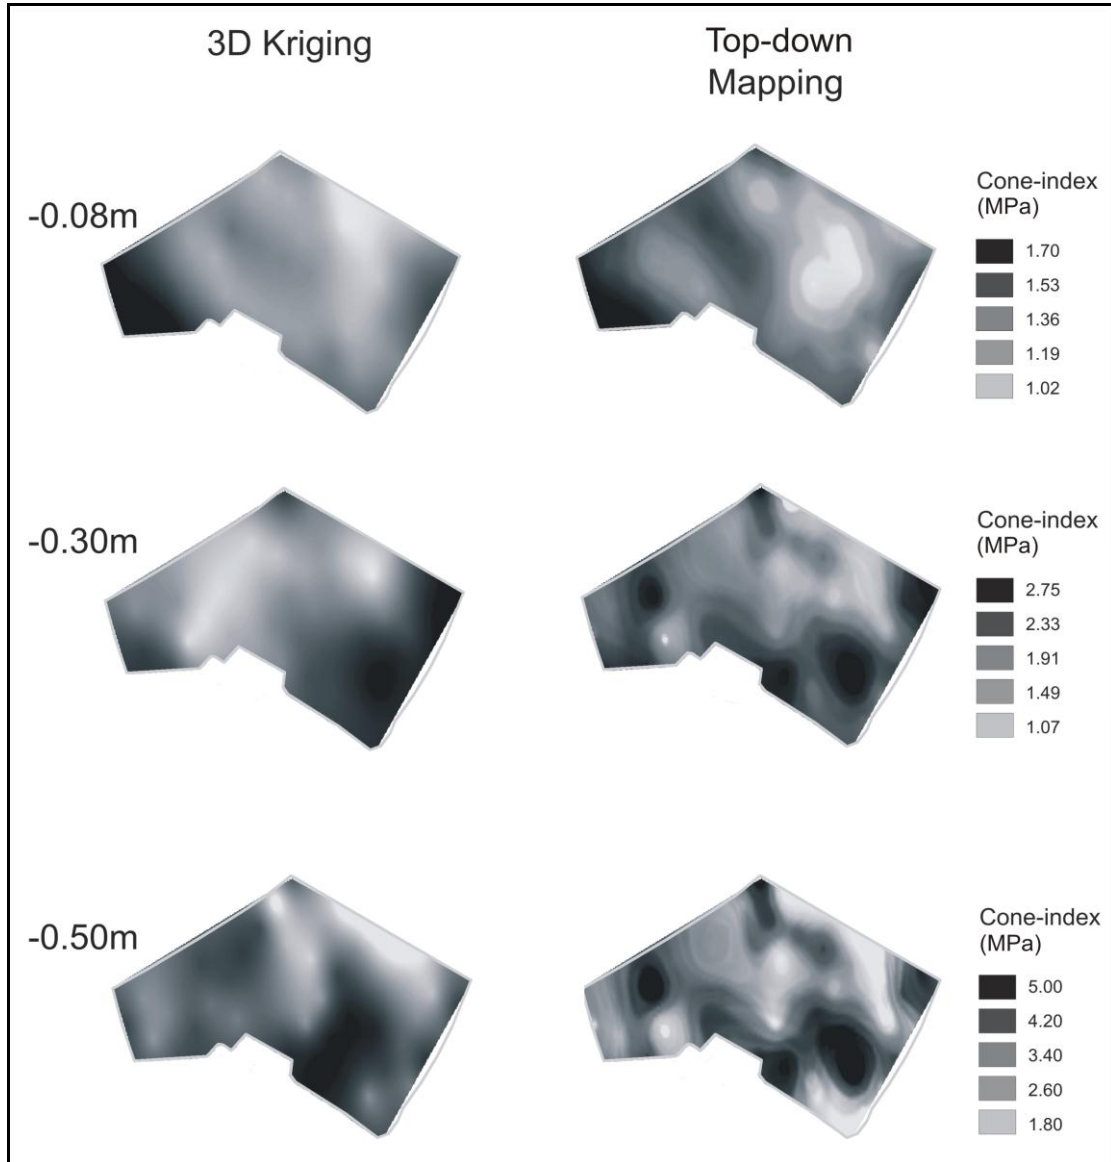 3D Kriging
Top-down
Mapping
-0.08m
Cone-index
(MPa)
1.70
1.53
1.36
1.19
1.02
-0.30m
Cone-index
(MPa)
2.75
2.33
1.91
1.49
1.07
-0.50m
Cone-index
(MPa)
5.00
4.20
3.40
2.60
1.80